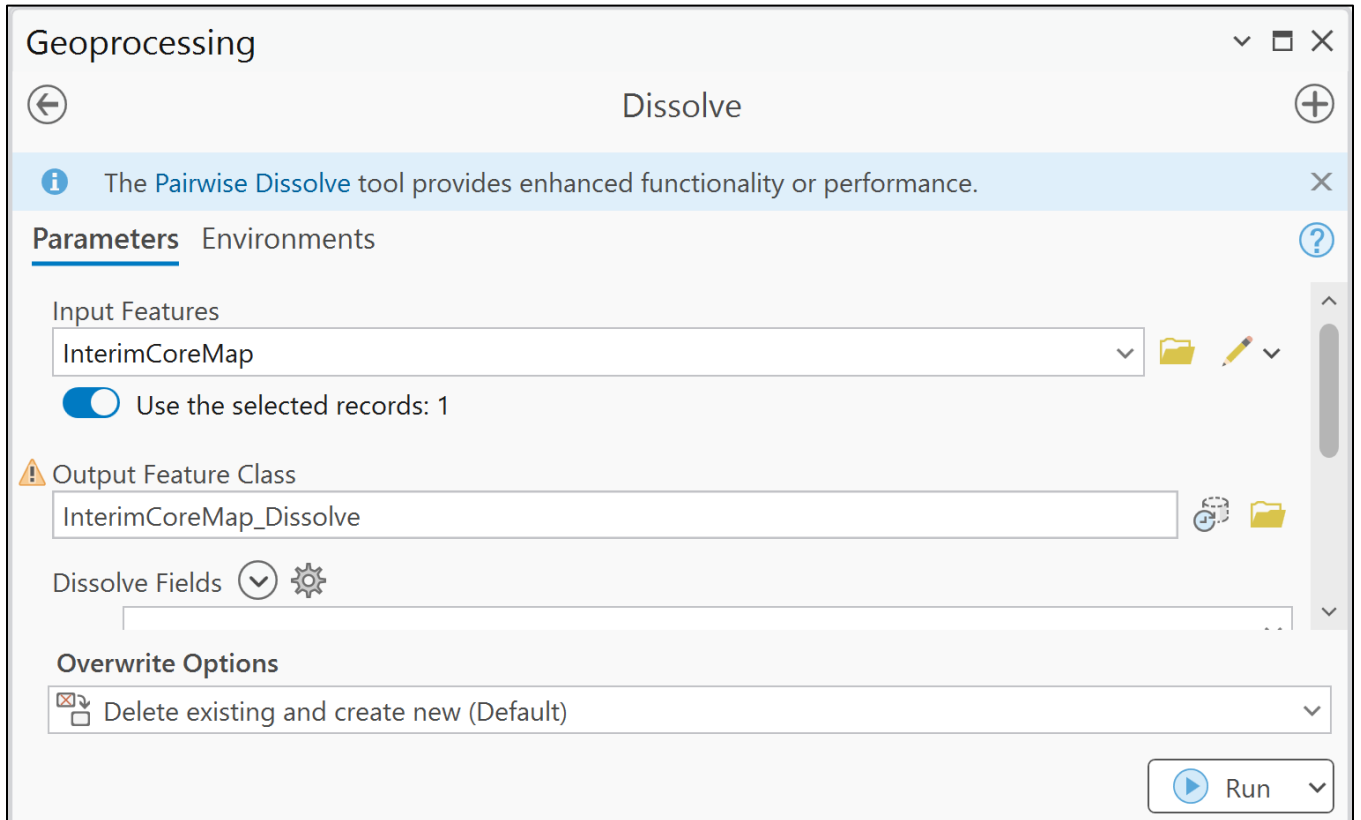 Geoprocessing
Dissolve
The Pairwise Dissolve tool provides enhanced functionality or performance.
Parameters Environments
Input Features
InterimCoreMap
Use the selected records: 1
Output Feature Class
InterimCoreMap_Dissolve
Dissolve Fields
Overwrite Options
Delete existing and create new (Default)
Run